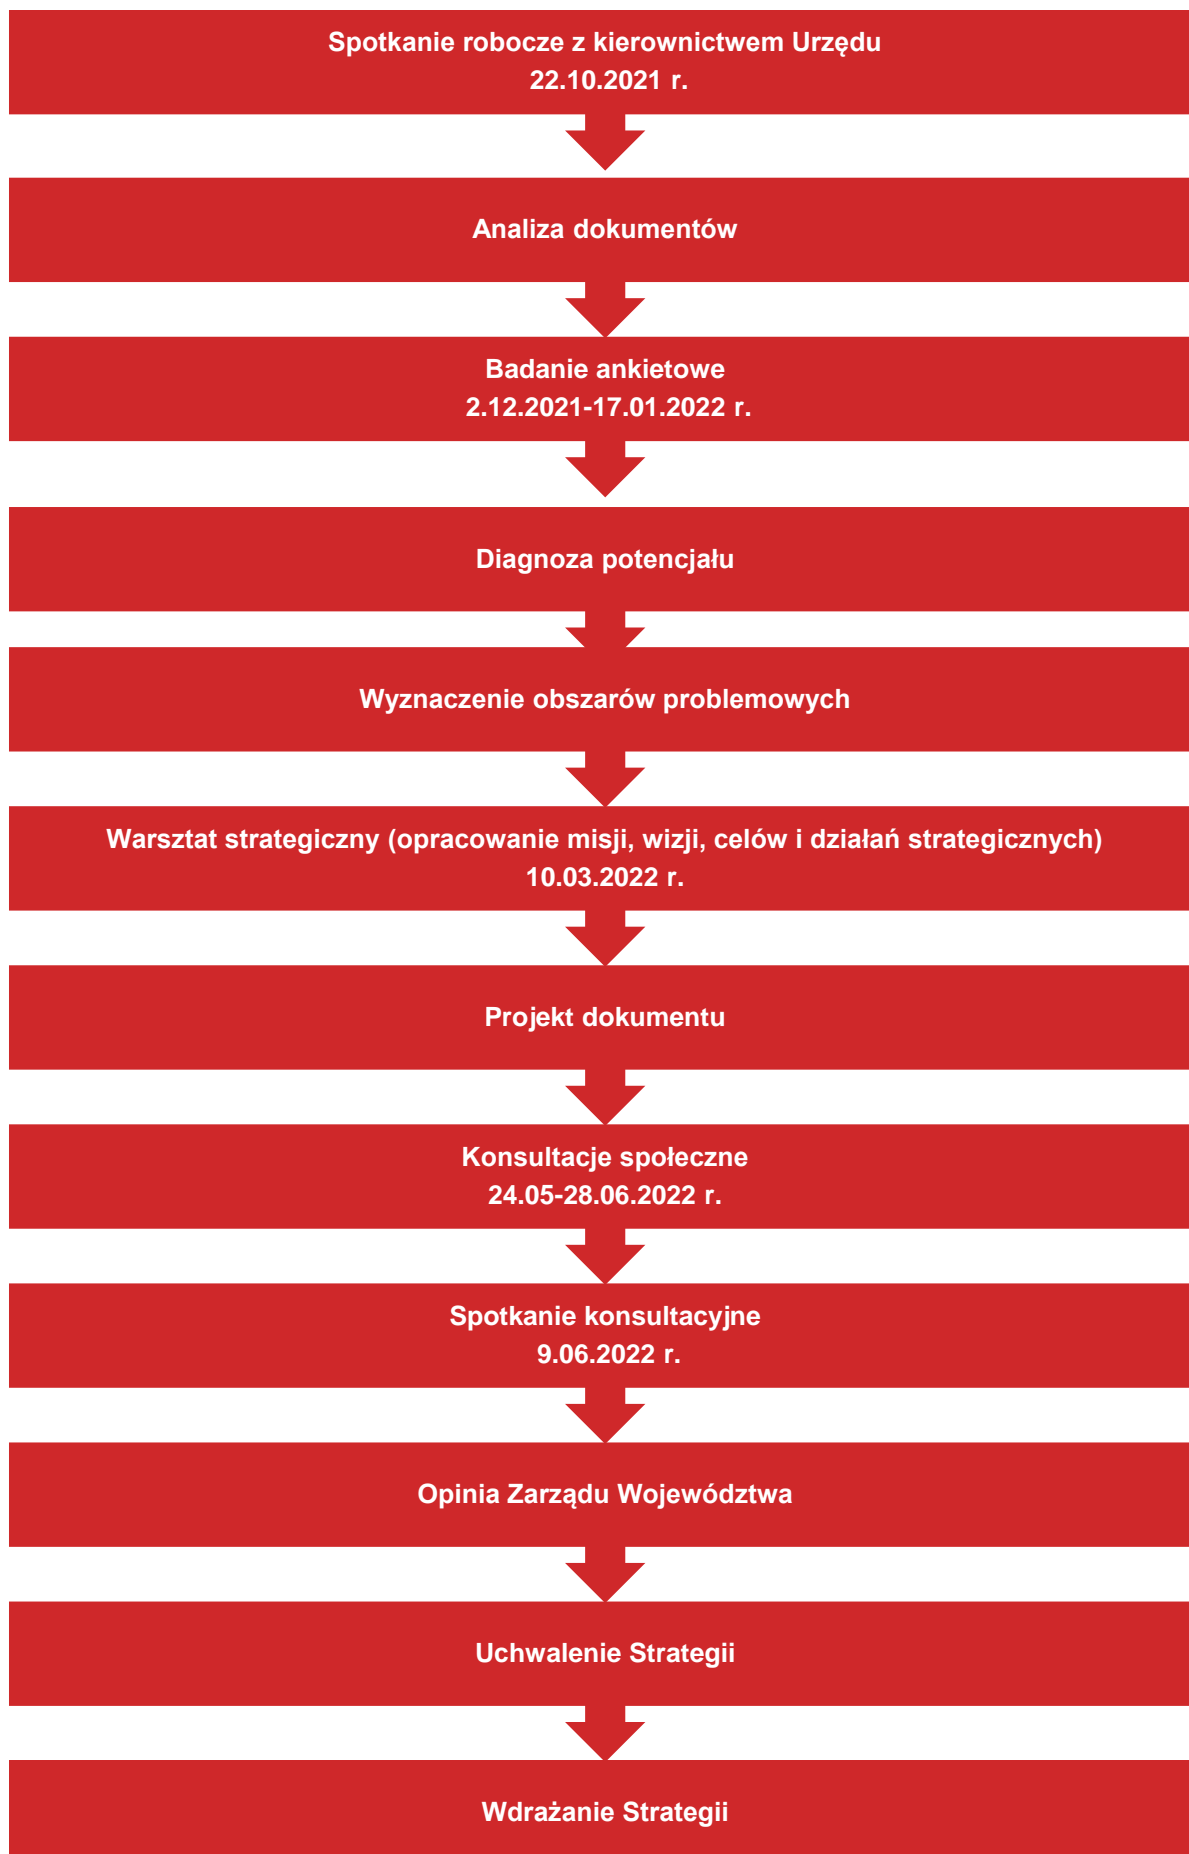 Spotkanie robocze z kierownictwem Urzędu
22.10.2021 r.
Analiza dokumentów
Badanie ankietowe
2.12.2021-17.01.2022 r.
Diagnoza potencjału
Wyznaczenie obszarów problemowych
Warsztat strategiczny (opracowanie misji, wizji, celów i działań strategicznych)
10.03.2022 r.
Projekt dokumentu
Konsultacje społeczne
24.05-28.06.2022 r.
Spotkanie konsultacyjne
9.06.2022 r.
Opinia Zarządu Województwa
Uchwalenie Strategii
Wdrażanie Strategii